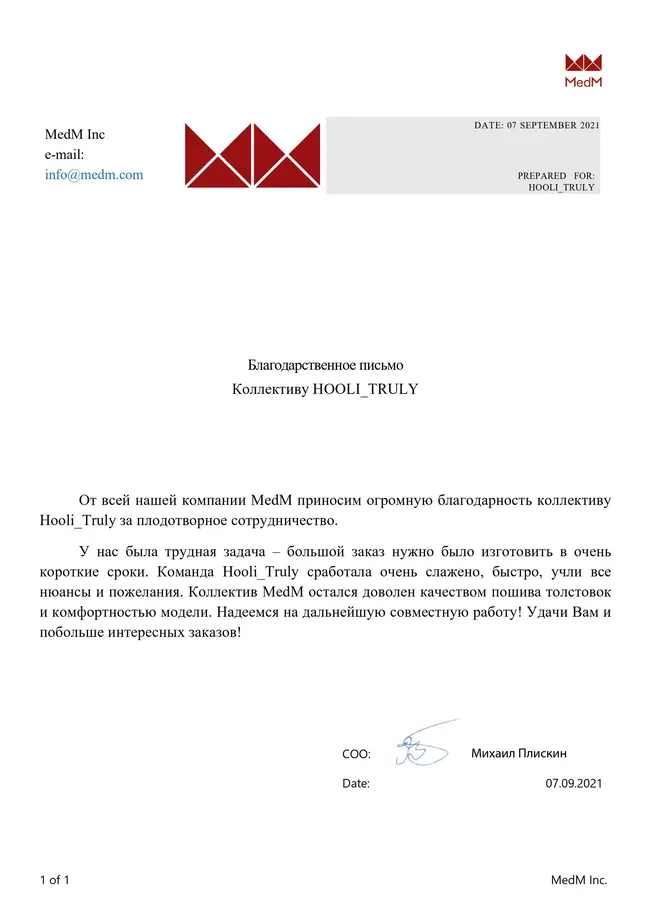 MedM
MedM Inc
e-mail:
info@medm.com
DATE: 07 SEPTEMBER 2021
PREPARED FOR:
HOOLI_TRULY
Благодарственное письмо
Коллективу HOOLI_TRULY
От всей нашей компании MedM приносим огромную благодарность коллективу
Hooli_Truly за плодотворное сотрудничество.
У нас была трудная задача – большой заказ нужно было изготовить в очень
короткие сроки. Команда Hooli_Truly сработала очень слажено, быстро, учли все
нюансы и пожелания. Коллектив MedM остался доволен качеством пошива толстовок
и комфортностью модели. Надеемся на дальнейшую совместную работу! Удачи Вам и
побольше интересных заказов!
COO:
Михаил Плискин
Date:
07.09.2021
1 of 1
MedM Inc.